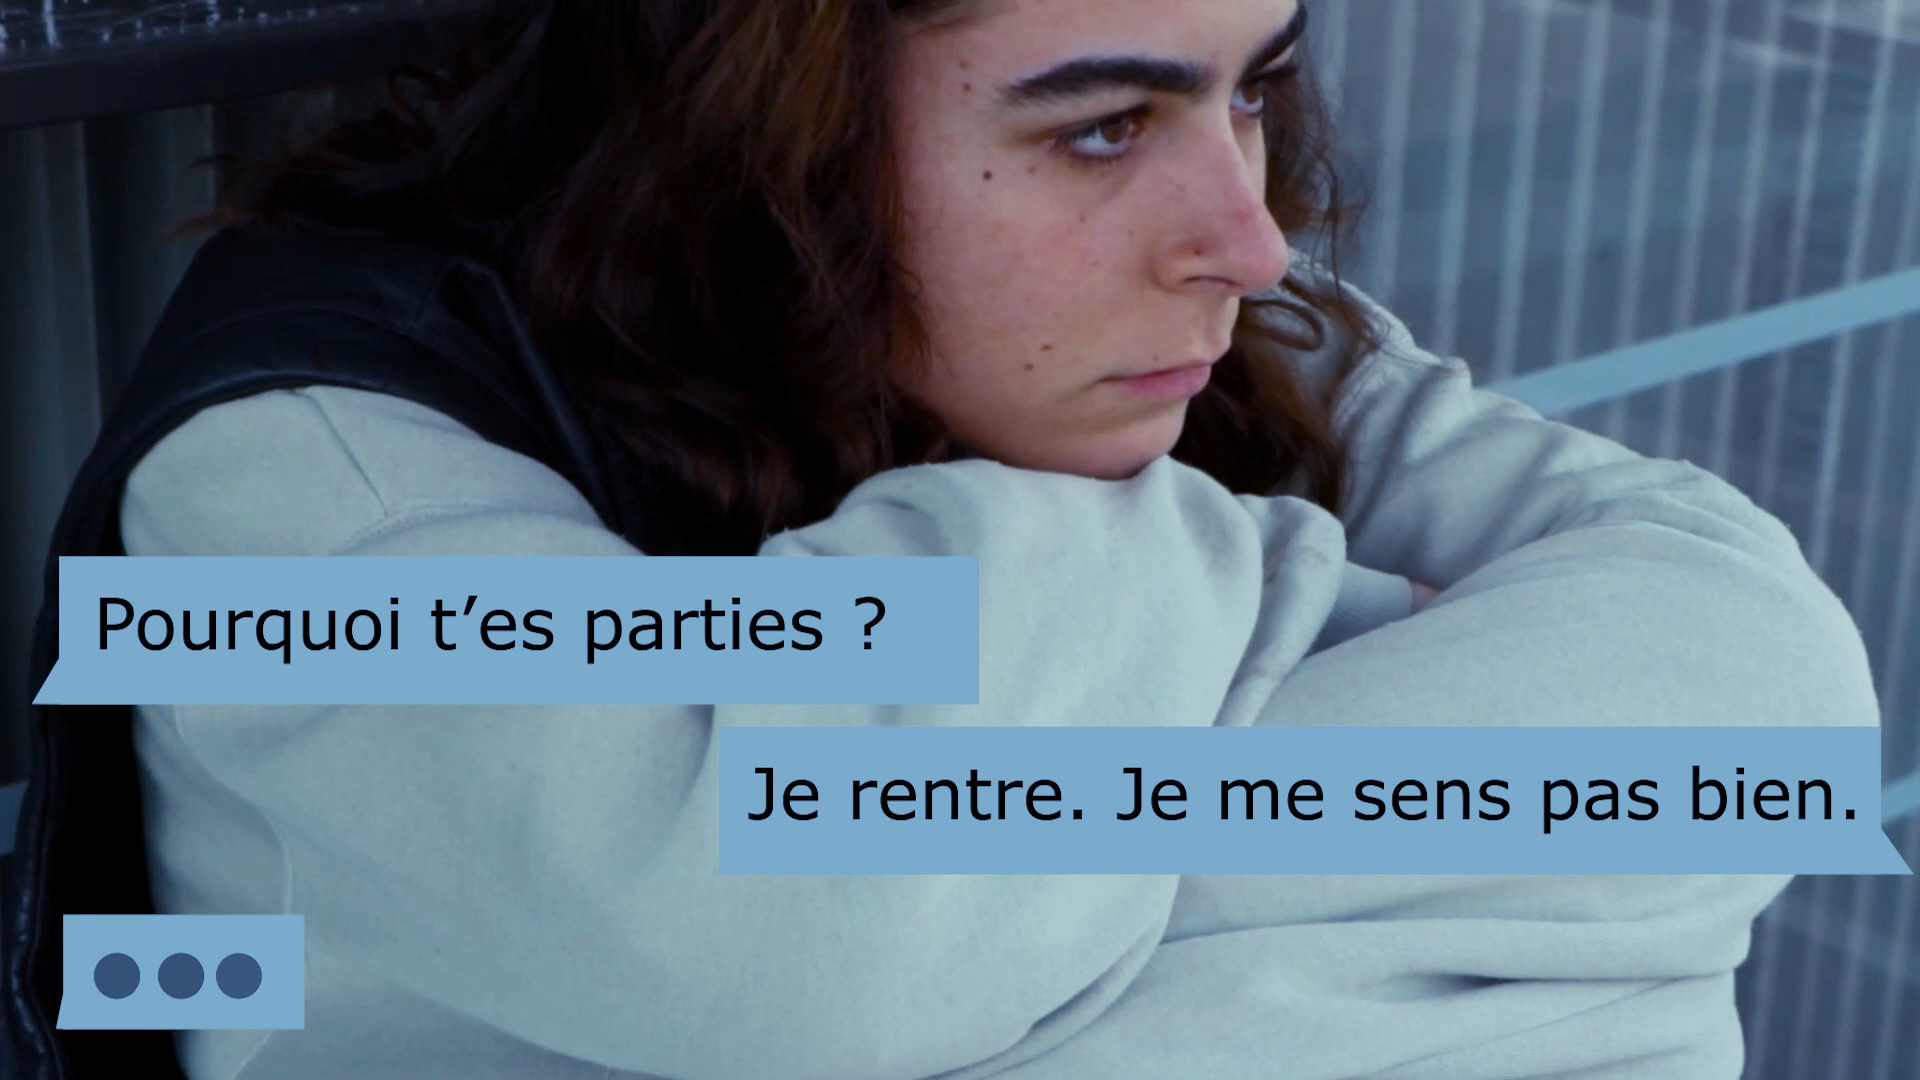 Pourquoi t’es parties ?
Je rentre. Je me sens pas bien.